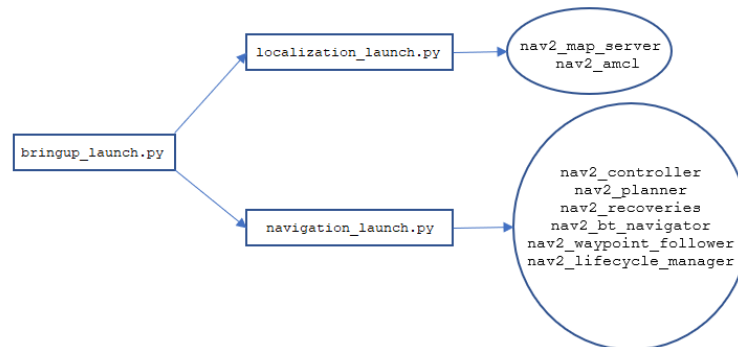 localization_launch.py
nav2_map_server
nav2_amcl
bringup_launch.py
navigation_launch.py
nav2_controller
nav2_planner
nav2_recoveries
nav2_bt_navigator
nav2_waypoint_follower
nav2_lifecycle_manager